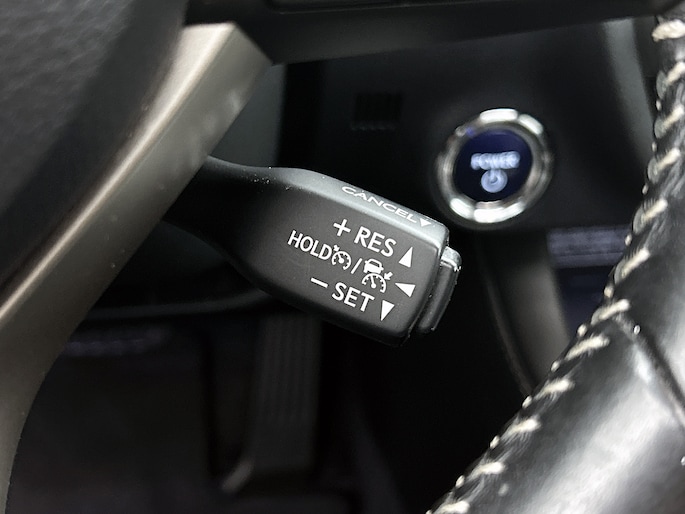 CANCEL
+ RES
HOLD /
- SET
POWER